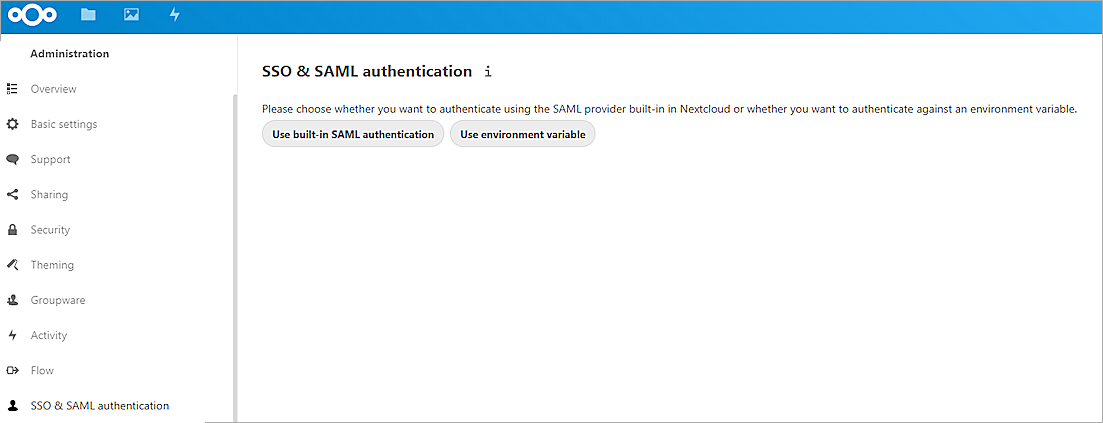 Administration
Overview
Basic settings
Support
Sharing
Security
Theming
Groupware
Activity
Flow
SSO & SAML authentication
SSO & SAML authentication i
Please choose whether you want to authenticate using the SAML provider built-in in Nextcloud or whether you want to authenticate against an environment variable.
Use built-in SAML authentication Use environment variable